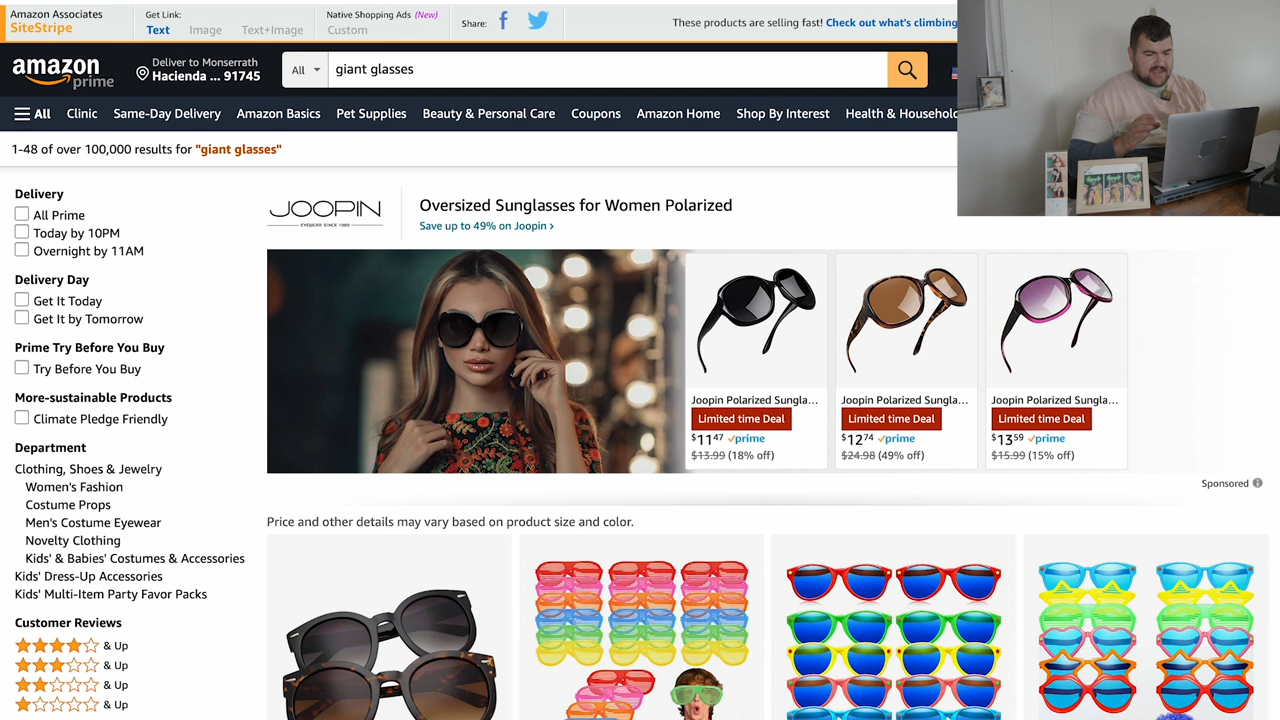 Amazon Associates
SiteStripe
Get Link:
Text Image Text+Image
Native Shopping Ads (New)
Custom
Share:
These products are selling fast! Check out what's climbing
amazon
prime
Deliver to Monserrath
Hacienda ... 91745
All
giant glasses
All Clinic Same-Day Delivery Amazon Basics Pet Supplies Beauty & Personal Care Coupons Amazon Home Shop By Interest Health & Household
1-48 of over 100,000 results for "giant glasses"
Delivery
All Prime
Today by 10PM
Overnight by 11AM
Delivery Day
Get It Today
Get It by Tomorrow
Prime Try Before You Buy
Try Before You Buy
More-sustainable Products
Climate Pledge Friendly
Department
Clothing, Shoes & Jewelry
Women's Fashion
Costume Props
Men's Costume Eyewear
Novelty Clothing
Kids' & Babies' Costumes & Accessories
Kids' Dress-Up Accessories
Kids' Multi-Item Party Favor Packs
Customer Reviews
& Up
& Up
& Up
& Up
JOOPIN
EYEWEAR SINCE 1989
Oversized Sunglasses for Women Polarized
Save up to 49% on Joopin ›
Joopin Polarized Sungla...
Limited time Deal
$11.47 prime
$13.99 (18% off)
Joopin Polarized Sungla...
Limited time Deal
$12.74 prime
$24.98 (49% off)
Joopin Polarized Sungla...
Limited time Deal
$13.59 prime
$15.99 (15% off)
Sponsored
Price and other details may vary based on product size and color.